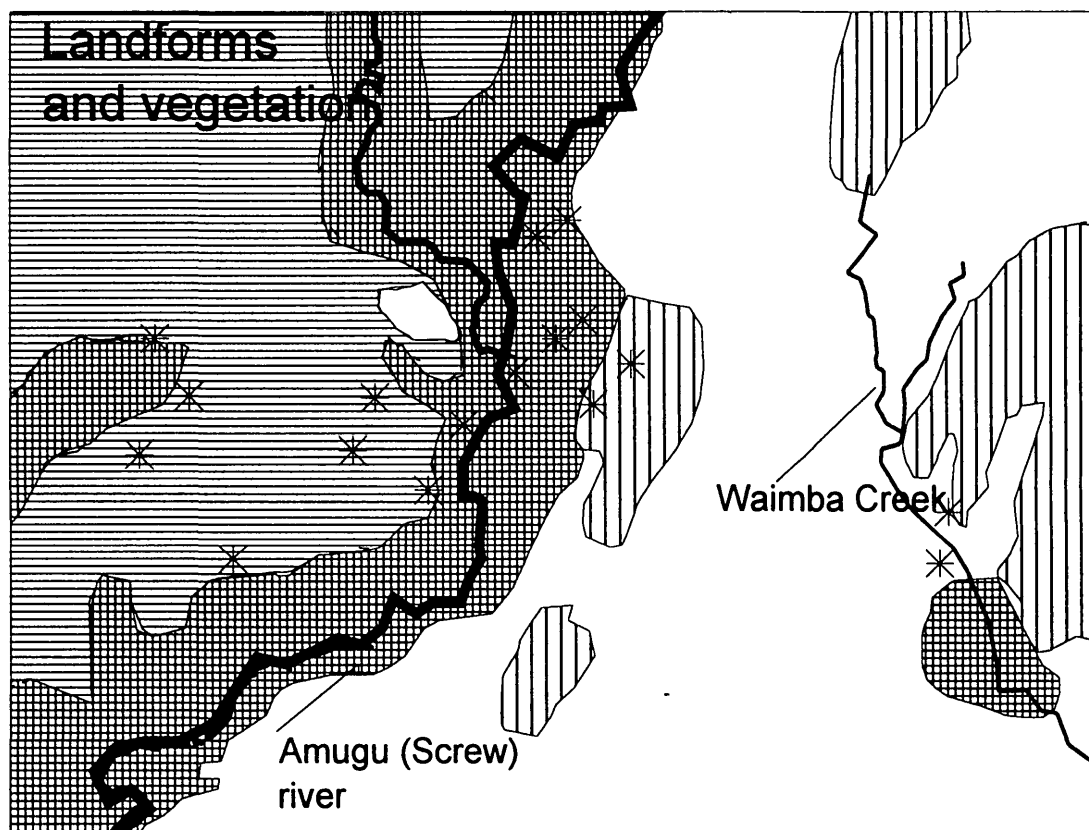 Landforms
and vegetation
Waimba Creek
Amugu (Screw)
river